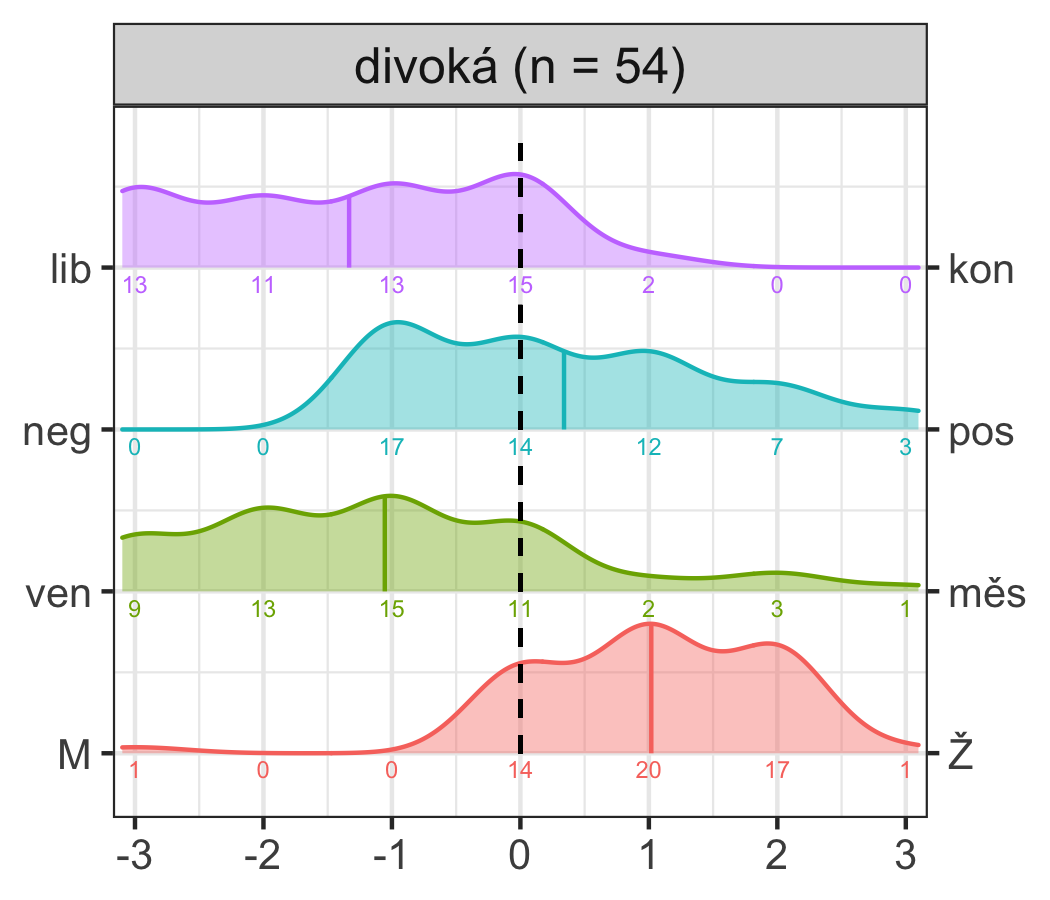 divoká (n = 54)
lib kon
13 11 13 15 2 0 0
neg pos
0 0 17 14 12 7 3
ven měs
9 13 15 11 2 3 1
M Ž
1 0 0 14 20 17 1
-3 -2 -1 0 1 2 3